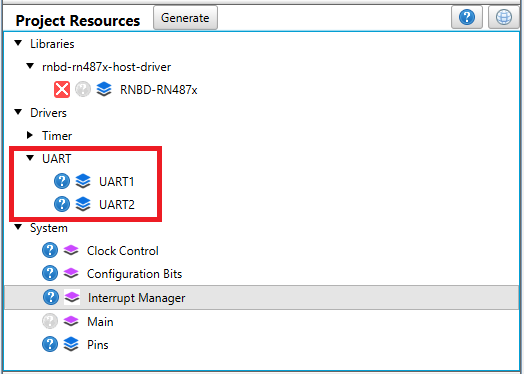 Project Resources Generate
Libraries
rnbd-rn487x-host-driver
RNBD-RN487x
Drivers
Timer
UART
UART1
UART2
System
Clock Control
Configuration Bits
Interrupt Manager
Main
Pins